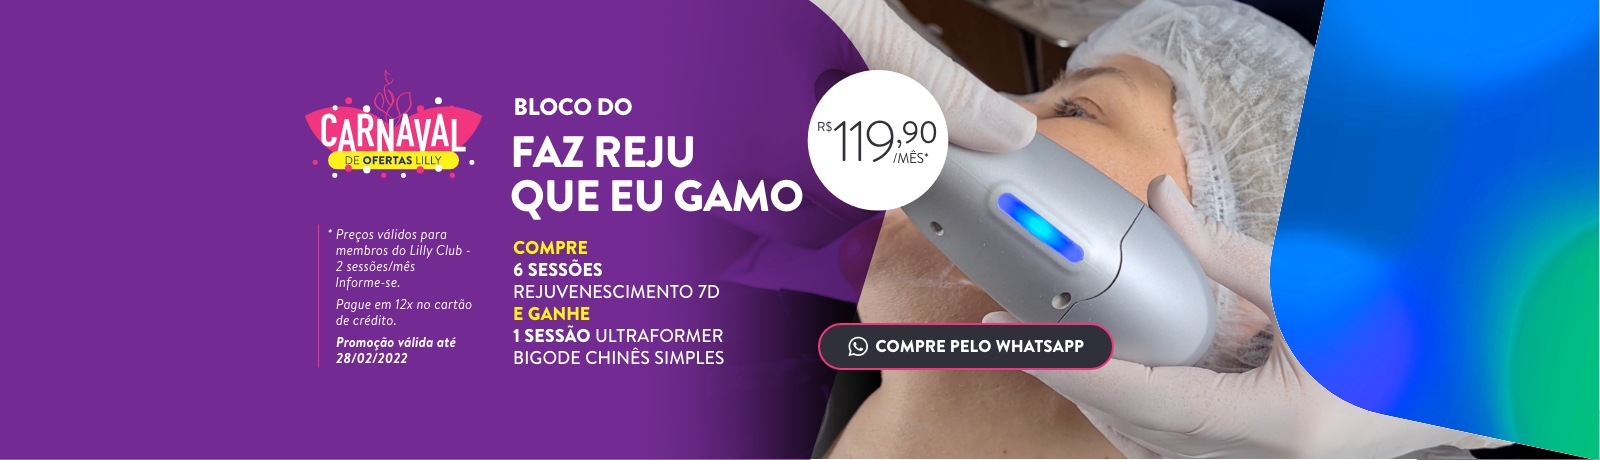 CARNAVAL
DE OFERTAS LILLY
* Preços válidos para
membros do Lilly Club -
2 sessões/mês
Informe-se.
Pague em 12x no cartão
de crédito.
Promoção válida até
28/02/2022
BLOCO DO
FAZ REJU
QUE EU GAMO
COMPRE
6 SESSÕES
REJUVENESCIMENTO 7D
E GANHE
1 SESSÃO ULTRAFORMER
BIGODE CHINÊS SIMPLES
R$119,90
/MÊS*
COMPRE PELO WHATSAPP